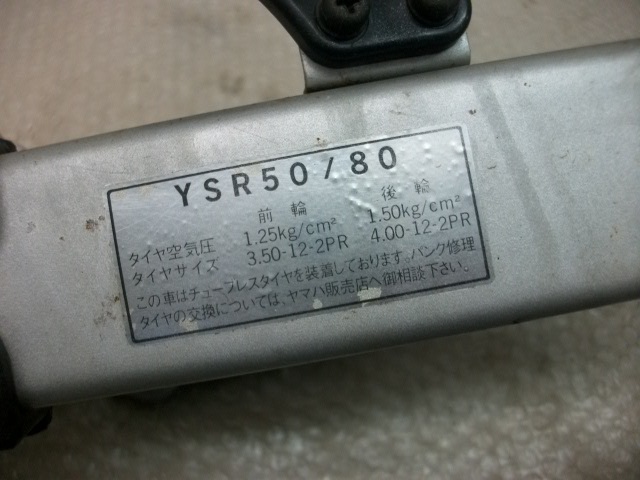 YSR50/80
前輪 後輪
タイヤ空気圧 1.25kg/cm² 1.50kg/cm²
タイヤサイズ 3.50-12-2PR 4.00-12-2PR
この車はチューブレスタイヤを装着しております。パンク修理
タイヤの交換については、ヤマハ販売店へ御相談下さい。